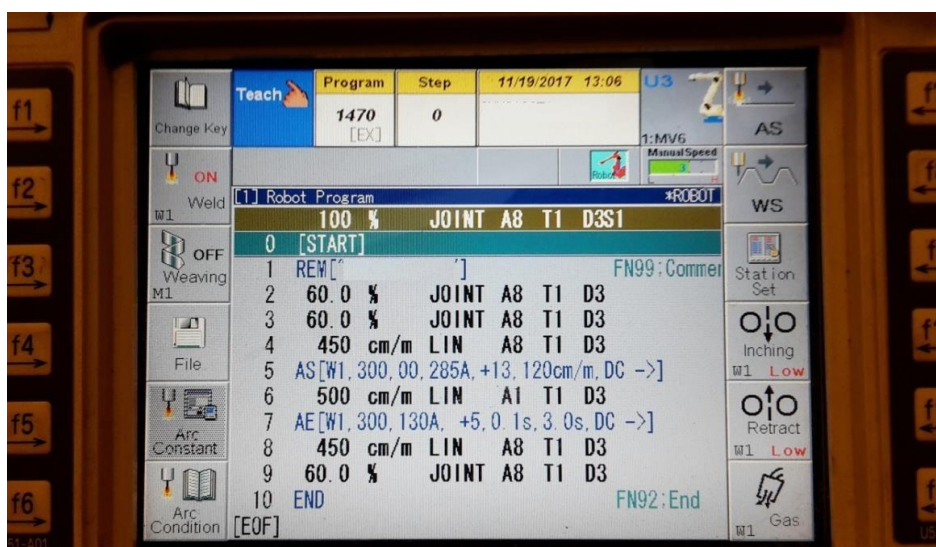 f1
f2
f3
f4
f5
f6
Change Key
ON
Weld
W1
OFF
Weaving
M1
File
Arc
Constant
Arc
Condition
Teach
Program
1470
[EX]
Step
0
11/19/2017 13:06
U3
1:MV6
Robot
Manual Speed
3
[1] Robot Program *ROBOT
100 % JOINT A8 T1 D3S1
0 [START]
1 REM[" "] FN99;Commen
2 60.0 % JOINT A8 T1 D3
3 60.0 % JOINT A8 T1 D3
4 450 cm/m LIN A8 T1 D3
5 AS[W1,300,00,285A,+13,120cm/m,DC ->]
6 500 cm/m LIN A1 T1 D3
7 AE[W1,300,130A, +5,0.1s,3.0s,DC ->]
8 450 cm/m LIN A8 T1 D3
9 60.0 % JOINT A8 T1 D3
10 END FN92;End
[EOF]
AS
WS
Station
Set
Inching
W1 Low
Retract
W1 Low
Gas
W1